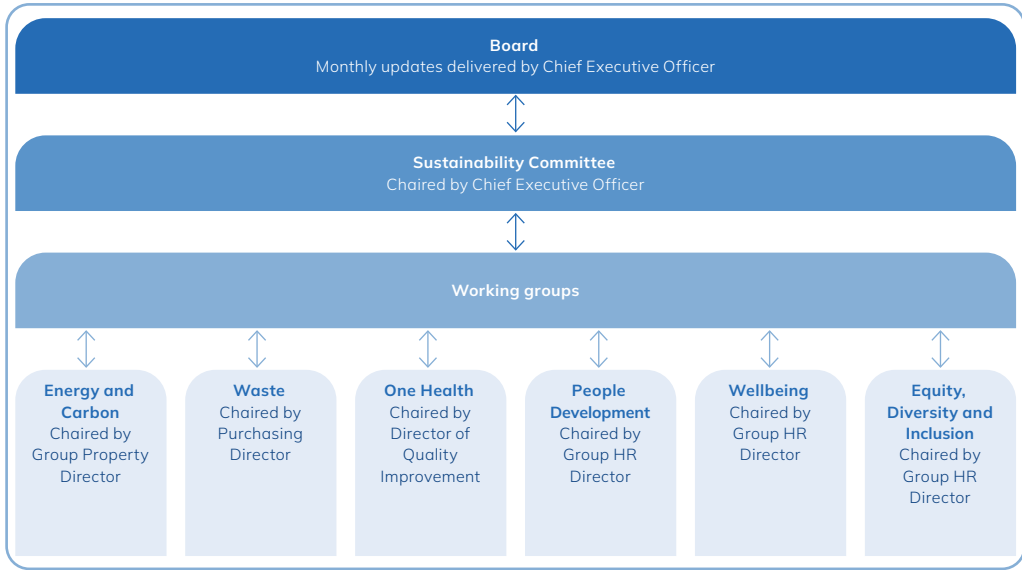 Board
Monthly updates delivered by Chief Executive Officer
Sustainability Committee
Chaired by Chief Executive Officer
Working groups
Energy and
Carbon
Chaired by
Group Property
Director
Waste
Chaired by
Purchasing
Director
One Health
Chaired by
Director of
Quality
Improvement
People
Development
Chaired by
Group HR
Director
Wellbeing
Chaired by
Group HR
Director
Equity,
Diversity and
Inclusion
Chaired by
Group HR
Director